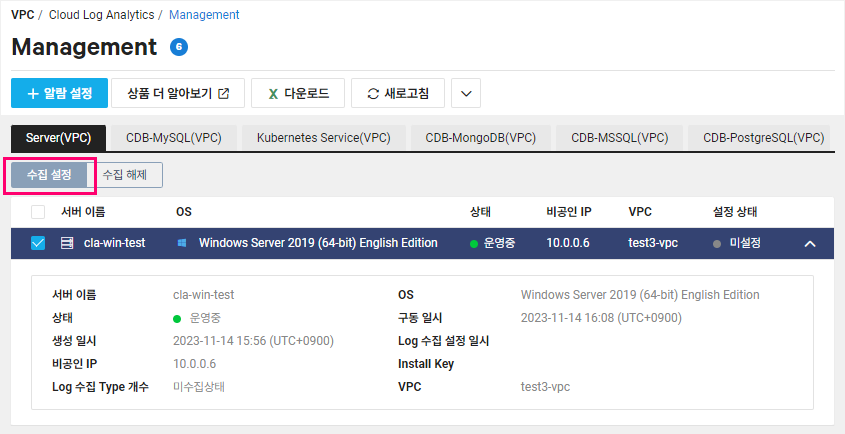 VPC / Cloud Log Analytics / Management
Management 6
+ 알람 설정 상품 더 알아보기 다운로드 새로고침
Server(VPC) CDB-MySQL(VPC) Kubernetes Service(VPC) CDB-MongoDB(VPC) CDB-MSSQL(VPC) CDB-PostgreSQL(VPC)
수집 설정 수집 해제
서버 이름 OS 상태 비공인 IP VPC 설정 상태
cla-win-test Windows Server 2019 (64-bit) English Edition 운영중 10.0.0.6 test3-vpc 미설정
서버 이름 cla-win-test OS Windows Server 2019 (64-bit) English Edition
상태 운영중 구동 일시 2023-11-14 16:08 (UTC+0900)
생성 일시 2023-11-14 15:56 (UTC+0900) Log 수집 설정 일시
비공인 IP 10.0.0.6 Install Key
Log 수집 Type 개수 미수집상태 VPC test3-vpc